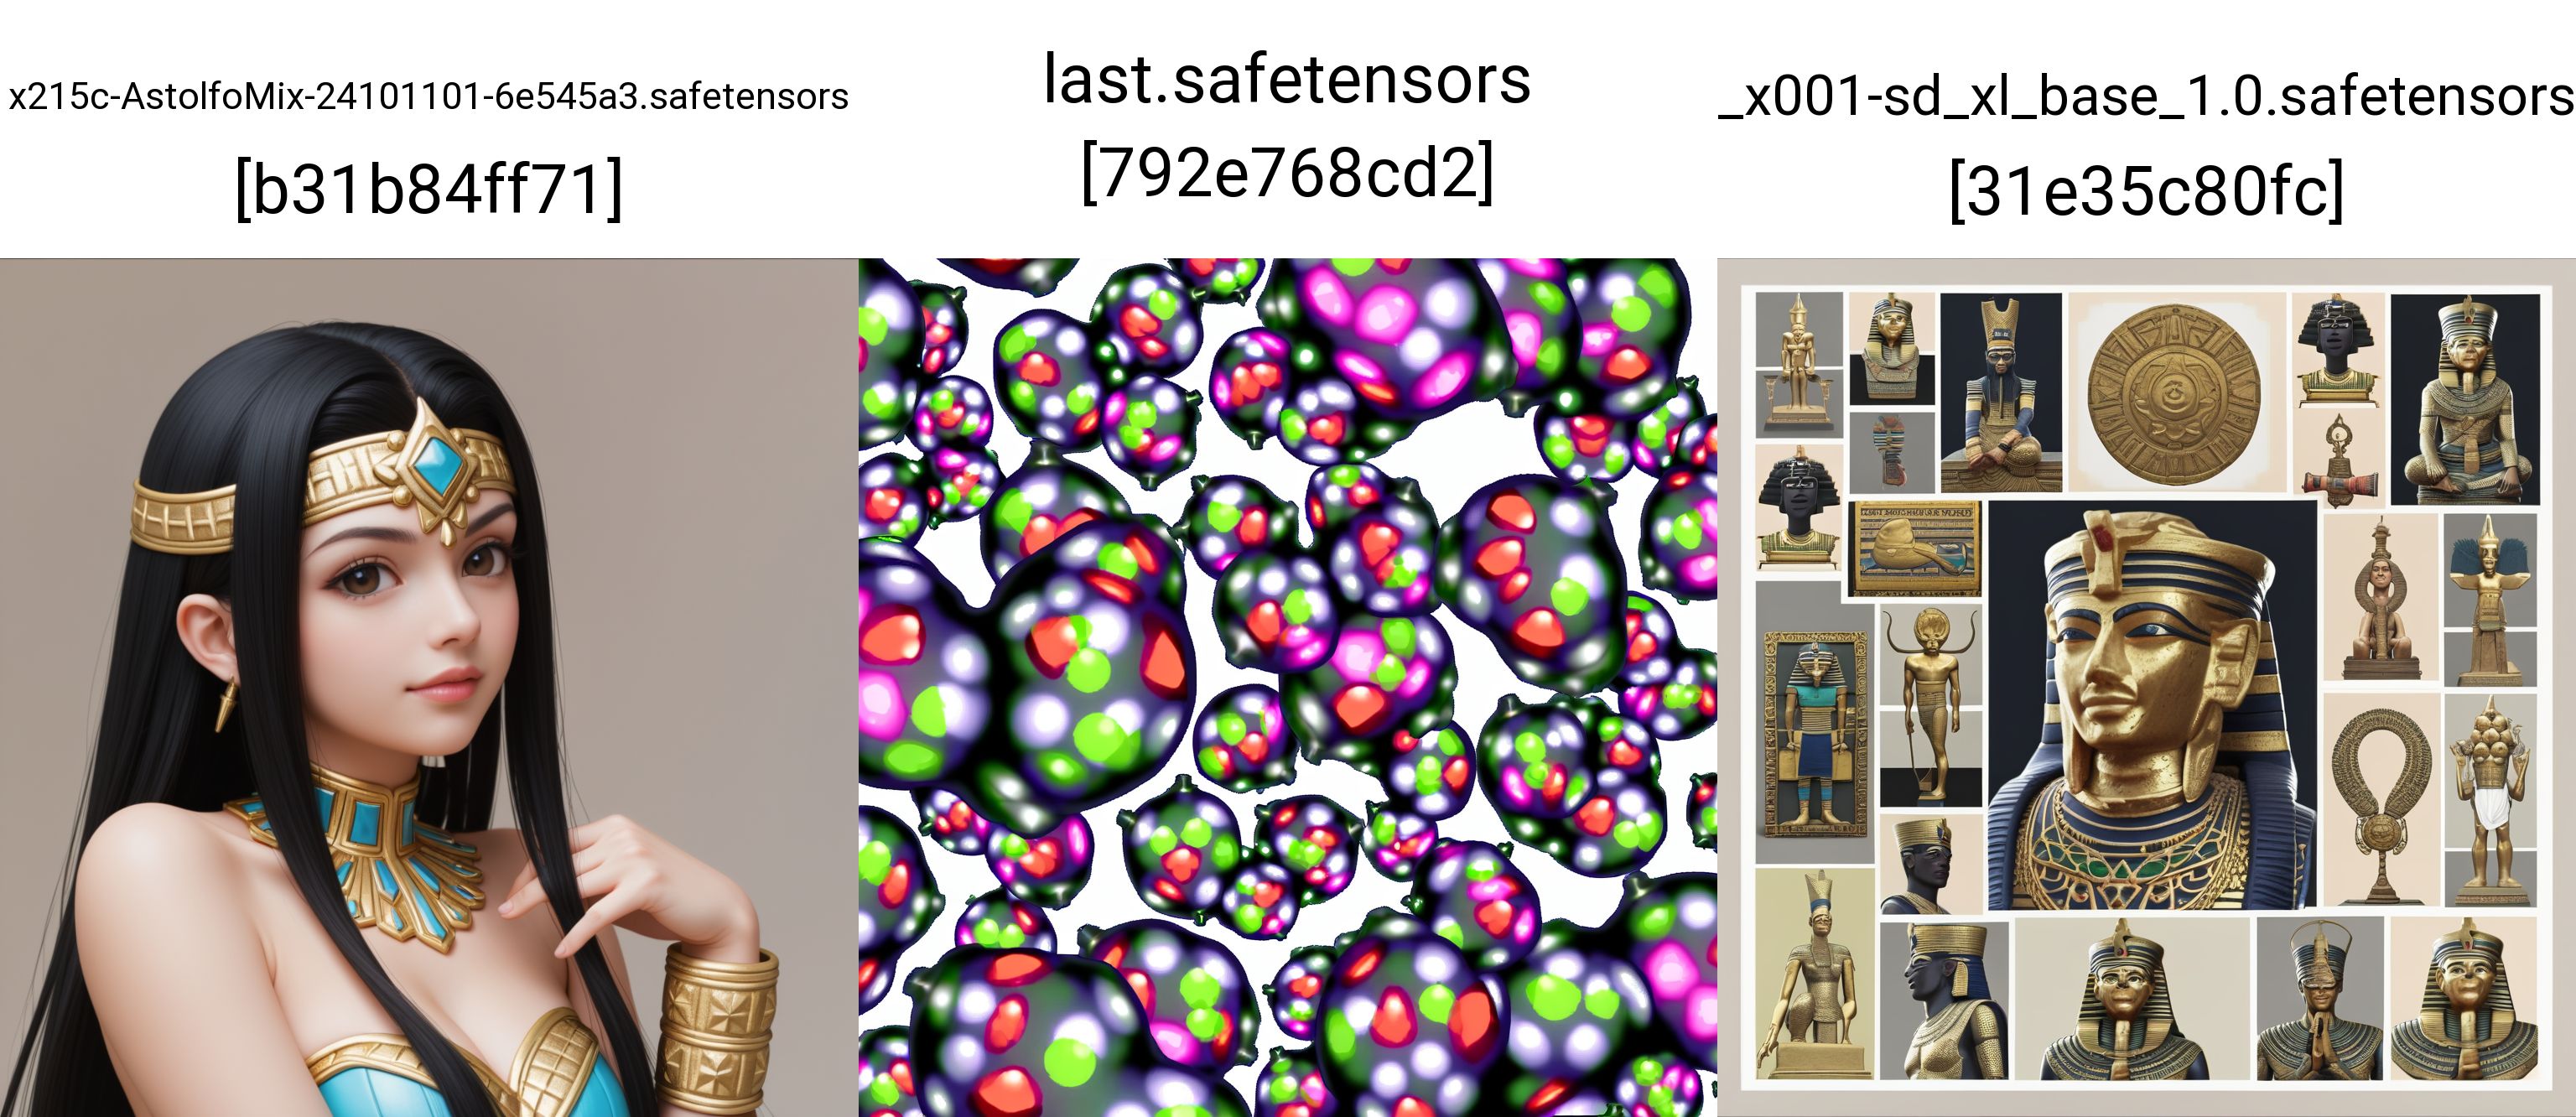 x215c-AstolfoMix-24101101-6e545a3.safetensors
[b31b84ff71]
last.safetensors
[792e768cd2]
_x001-sd_xl_base_1.0.safetensors
[31e35c80fc]